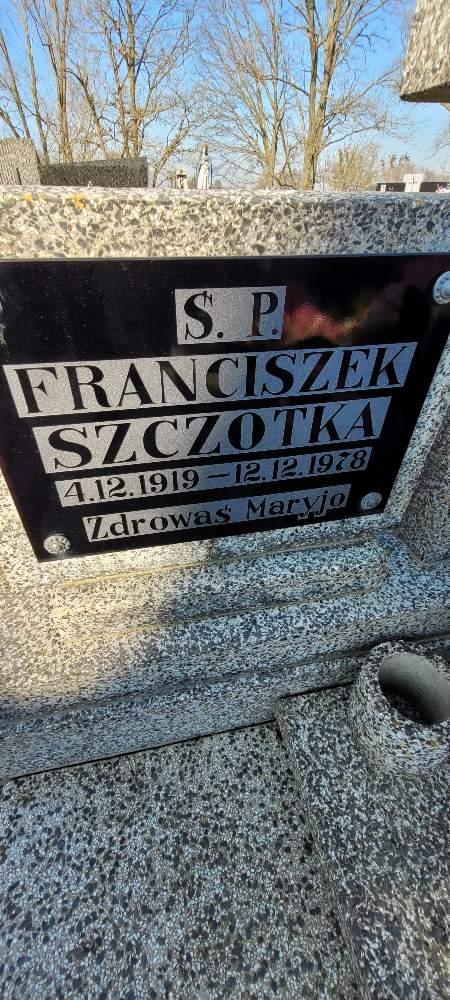 Ś. P.
FRANCISZEK
SZCZOTKA
4.12.1919 – 12.12.1978
Zdrowaś Maryjo